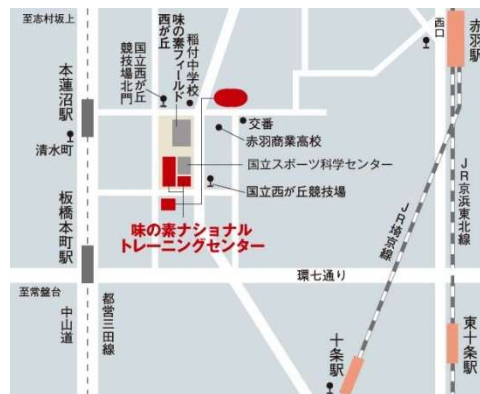 至志村坂上
本蓮沼駅
清水町
板橋本町駅
至常盤台
中山道
都営三田線
国立西が丘
競技場北門
味の素フィールド
西が丘
稲付中学校
交番
赤羽商業高校
国立スポーツ科学センター
国立西が丘競技場
味の素ナショナル
トレーニングセンター
環七通り
西口
赤羽駅
JR京浜東北線
JR埼京線
十条駅
東十条駅